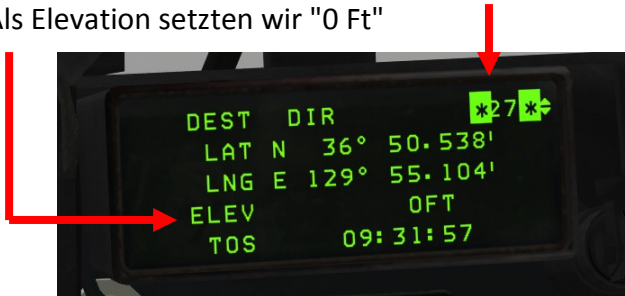 Als Elevation setzten wir "0 Ft"
DEST DIR *27*
LAT N 36° 50.538'
LNG E 129° 55.104'
ELEV 0FT
TOS 09:31:57